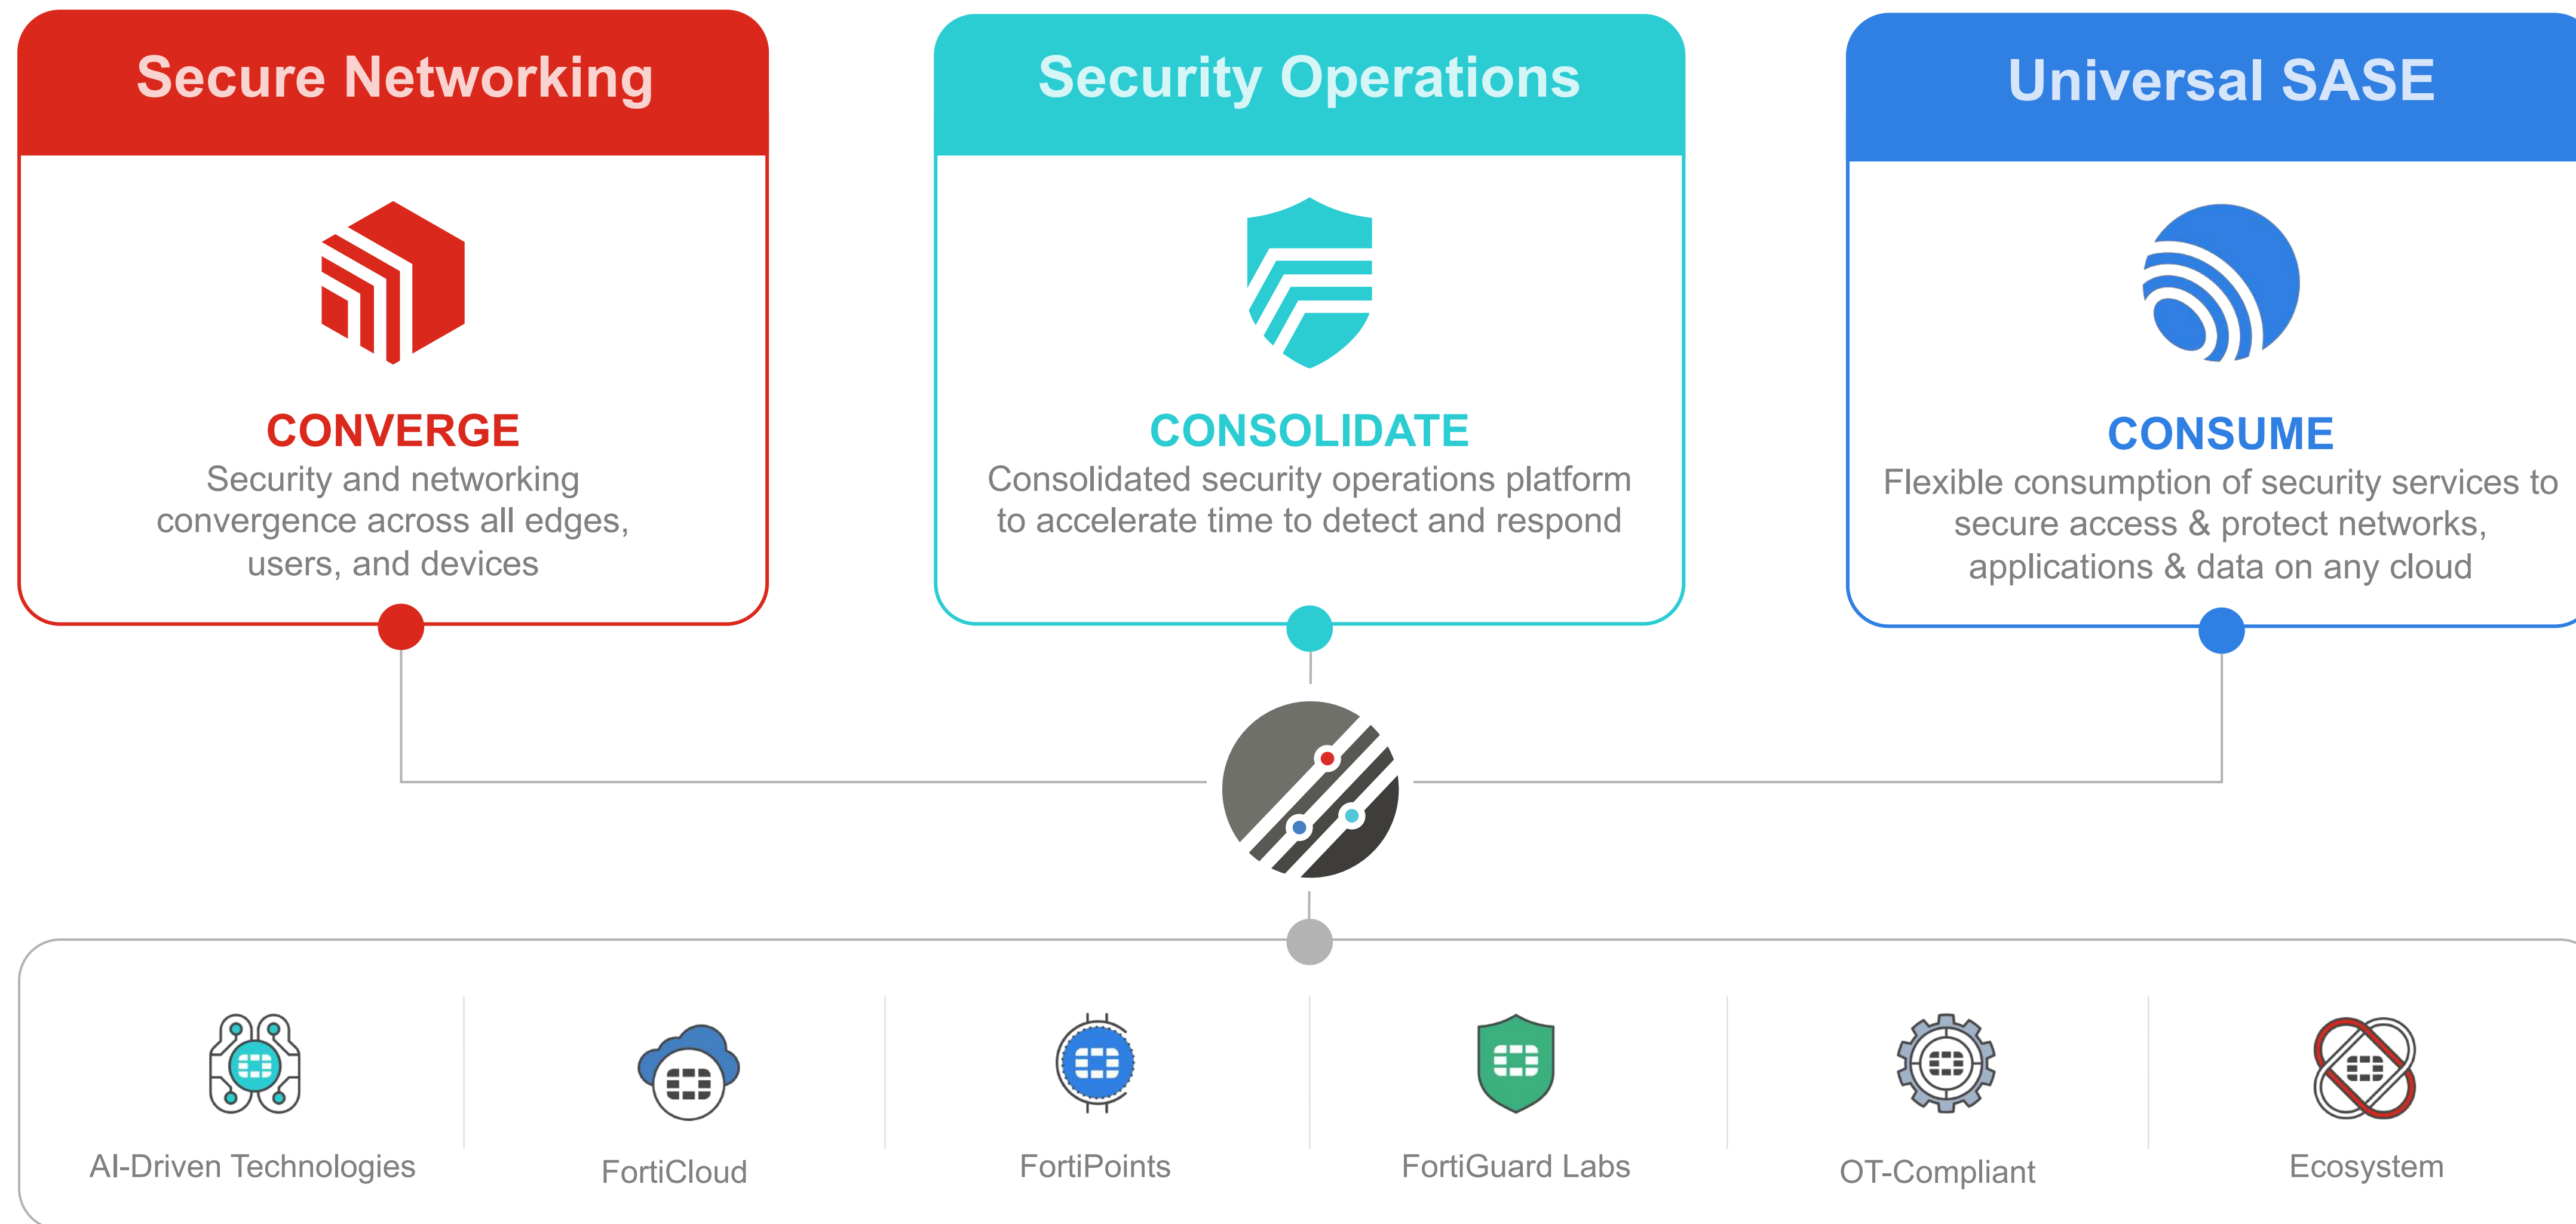 Secure Networking
CONVERGE
Security and networking
convergence across all edges,
users, and devices
Security Operations
CONSOLIDATE
Consolidated security operations platform
to accelerate time to detect and respond
Universal SASE
CONSUME
Flexible consumption of security services to
secure access & protect networks,
applications & data on any cloud
AI-Driven Technologies
FortiCloud
FortiPoints
FortiGuard Labs
OT-Compliant
Ecosystem